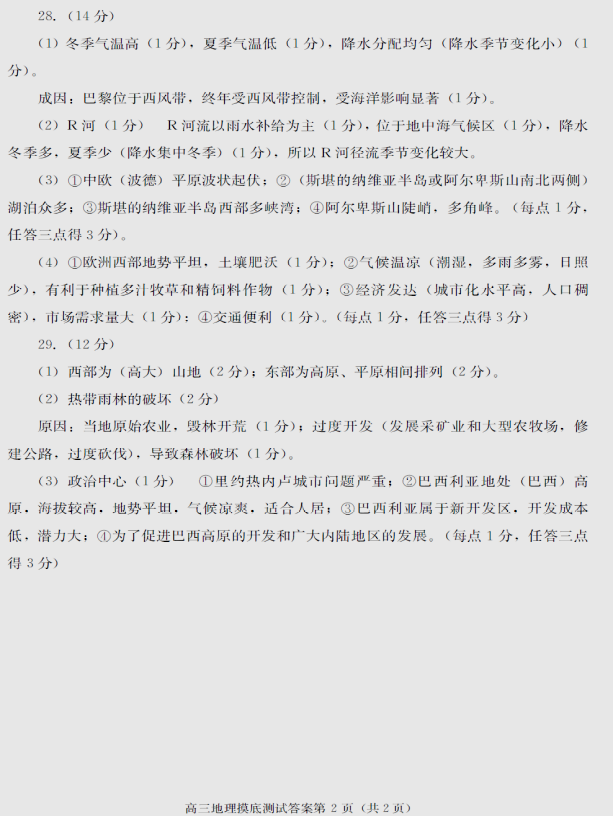 28.（14 分）
（1）冬季气温高（1 分），夏季气温低（1 分），降水分配均匀（降水季节变化小）（1
分）。
成因：巴黎位于西风带，终年受西风带控制，受海洋影响显著（1 分）。
（2）R 河（1 分） R 河流以雨水补给为主（1 分），位于地中海气候区（1 分），降水
冬季多，夏季少（降水集中冬季）（1 分），所以 R 河径流季节变化较大。
（3）①中欧（波德）平原波状起伏；②（斯堪的纳维亚半岛或阿尔卑斯山南北两侧）
湖泊众多；③斯堪的纳维亚半岛西部多峡湾；④阿尔卑斯山陡峭，多角峰。（每点 1 分，
任答三点得 3 分）。
（4）①欧洲西部地势平坦，土壤肥沃（1 分）；②气候温凉（潮湿，多雨多雾，日照
少），有利于种植多汁牧草和精饲料作物（1 分）；③经济发达（城市化水平高，人口稠
密），市场需求量大（1 分）；④交通便利（1 分）。（每点 1 分，任答三点得 3 分）
29.（12 分）
（1）西部为（高大）山地（2 分）；东部为高原、平原相间排列（2 分）。
（2）热带雨林的破坏（2 分）
原因：当地原始农业，毁林开荒（1 分）；过度开发（发展采矿业和大型农牧场，修
建公路，过度砍伐），导致森林破坏（1 分）。
（3）政治中心（1 分） ①里约热内卢城市问题严重；②巴西利亚地处（巴西）高
原，海拔较高，地势平坦，气候凉爽，适合人居；③巴西利亚属于新开发区，开发成本
低，潜力大；④为了促进巴西高原的开发和广大内陆地区的发展。（每点 1 分，任答三点
得 3 分）
高三地理摸底测试答案第 2 页（共 2 页）